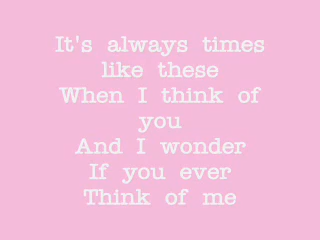 It's always times
like these
When I think of
you
And I wonder
If you ever
Think of me